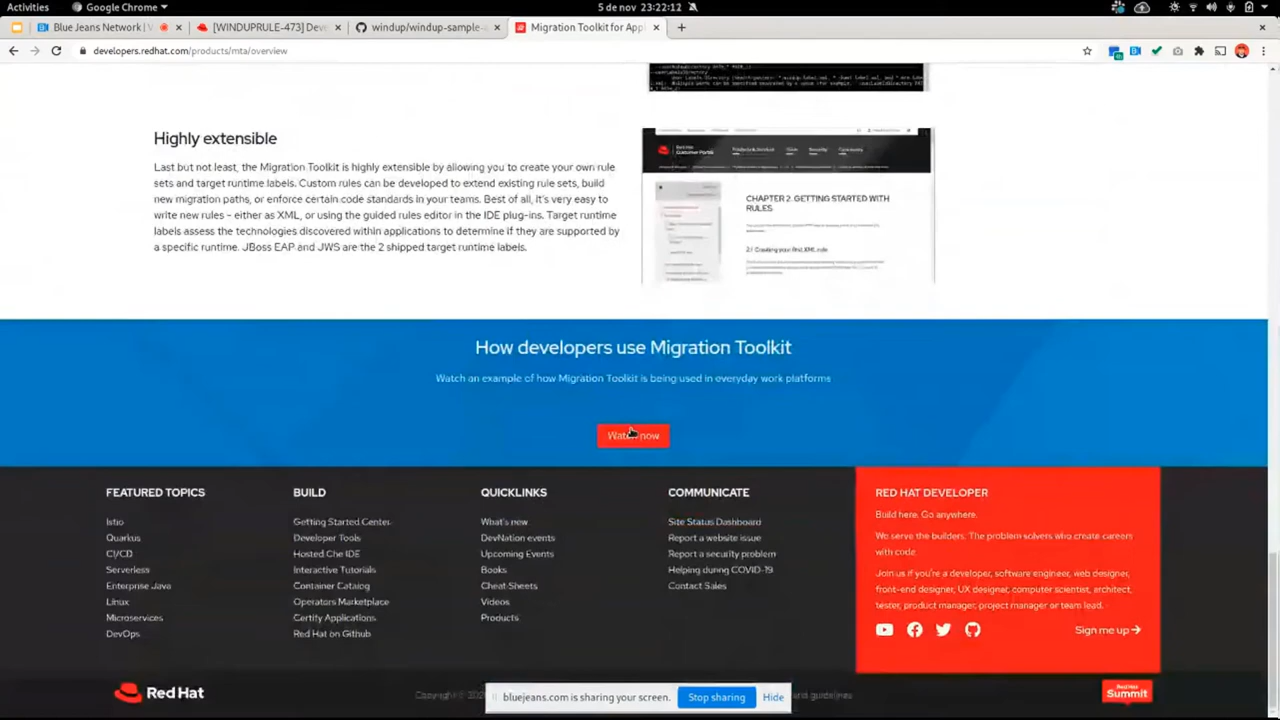 Activities
Google Chrome
5 de nov 23:22:12
Blue Jeans Network | V
[WINDUPRULE-473] Deve
windup/windup-sample-
Migration Toolkit for App
developers.redhat.com/products/mta/overview
Highly extensible
Last but not least, the Migration Toolkit is highly extensible by allowing you to create your own rule
sets and target runtime labels. Custom rules can be developed to extend existing rule sets, build
new migration paths, or enforce certain code standards in your teams. Best of all, it's very easy to
write new rules - either as XML, or using the guided rules editor in the IDE plug-ins. Target runtime
labels assess the technologies discovered within applications to determine if they are supported by
a specific runtime. JBoss EAP and JWS are the 2 shipped target runtime labels.
Red Hat
Customer Portal
Products & Services
CHAPTER 2. GETTING STARTED WITH
RULES
2.1. Creating your first XML rule
How developers use Migration Toolkit
Watch an example of how Migration Toolkit is being used in everyday work platforms
Watch now
FEATURED TOPICS
Istio
Quarkus
CI/CD
Serverless
Enterprise Java
Linux
Microservices
DevOps
BUILD
Getting Started Center
Developer Tools
Hosted Che IDE
Interactive Tutorials
Container Catalog
Operators Marketplace
Certify Applications
Red Hat on Github
QUICKLINKS
What's new
DevNation events
Upcoming Events
Books
Cheat Sheets
Videos
Products
COMMUNICATE
Site Status Dashboard
Report a website issue
Report a security problem
Helping during COVID-19
Contact Sales
RED HAT DEVELOPER
Build here. Go anywhere.
We serve the builders. The problem solvers who create careers
with code.
Join us if you're a developer, software engineer, web designer,
front-end designer, UX designer, computer scientist, architect,
tester, product manager, project manager or team lead.
Sign me up
Red Hat
Copyright ©
and guidelines
bluejeans.com is sharing your screen.
Stop sharing
Hide
Red Hat
Summit